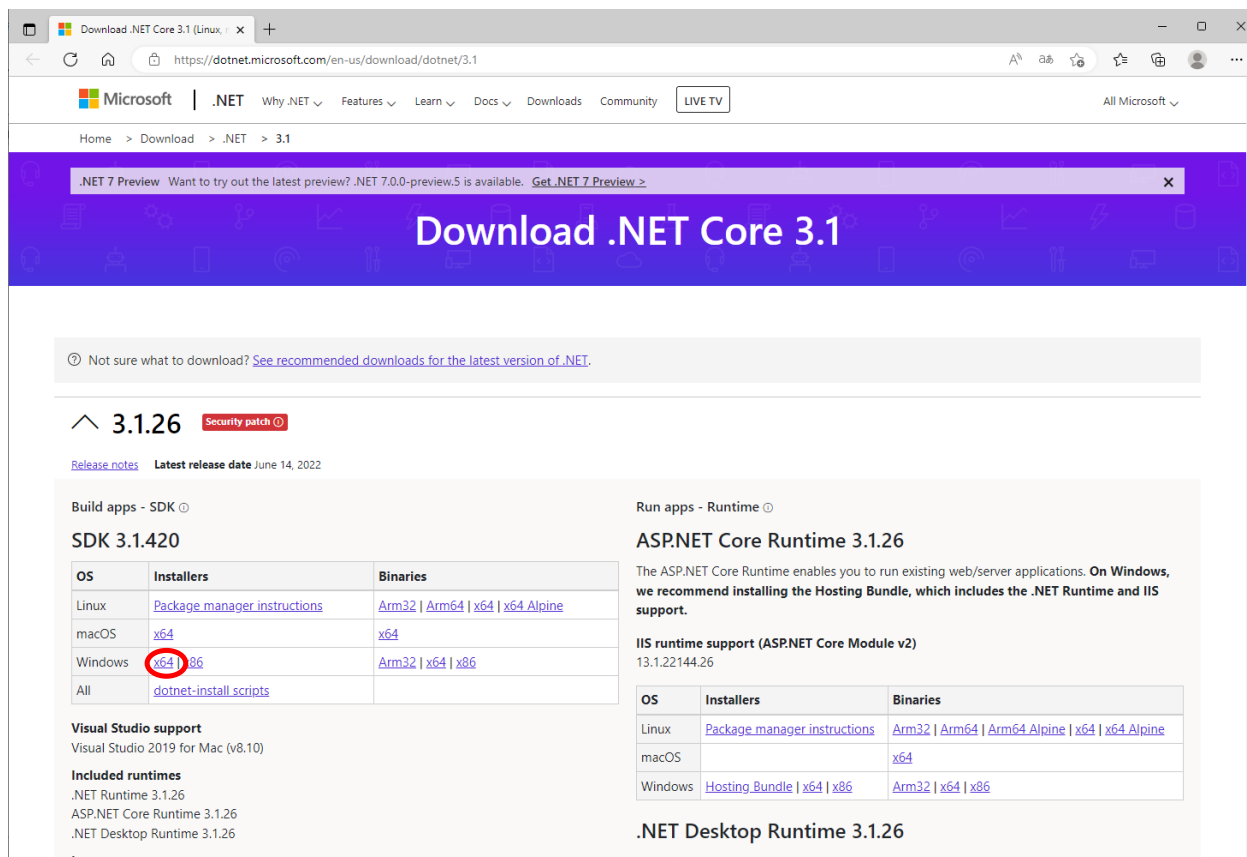 Download .NET Core 3.1 (Linux,
https://dotnet.microsoft.com/en-us/download/dotnet/3.1
Microsoft .NET Why .NET Features Learn Docs Downloads Community LIVE TV All Microsoft
Home > Download > .NET > 3.1
.NET 7 Preview Want to try out the latest preview? .NET 7.0.0-preview.5 is available. Get .NET 7 Preview >
Download .NET Core 3.1
Not sure what to download? See recommended downloads for the latest version of .NET.
3.1.26 Security patch
Release notes Latest release date June 14, 2022
Build apps - SDK
SDK 3.1.420
OS Installers Binaries
Linux Package manager instructions Arm32 | Arm64 | x64 | x64 Alpine
macOS x64 x64
Windows x64 | x86 Arm32 | x64 | x86
All dotnet-install scripts
Visual Studio support
Visual Studio 2019 for Mac (v8.10)
Included runtimes
.NET Runtime 3.1.26
ASP.NET Core Runtime 3.1.26
.NET Desktop Runtime 3.1.26
Run apps - Runtime
ASP.NET Core Runtime 3.1.26
The ASP.NET Core Runtime enables you to run existing web/server applications. On Windows,
we recommend installing the Hosting Bundle, which includes the .NET Runtime and IIS
support.
IIS runtime support (ASP.NET Core Module v2)
13.1.22144.26
OS Installers Binaries
Linux Package manager instructions Arm32 | Arm64 | Arm64 Alpine | x64 | x64 Alpine
macOS x64
Windows Hosting Bundle | x64 | x86 Arm32 | x64 | x86
.NET Desktop Runtime 3.1.26